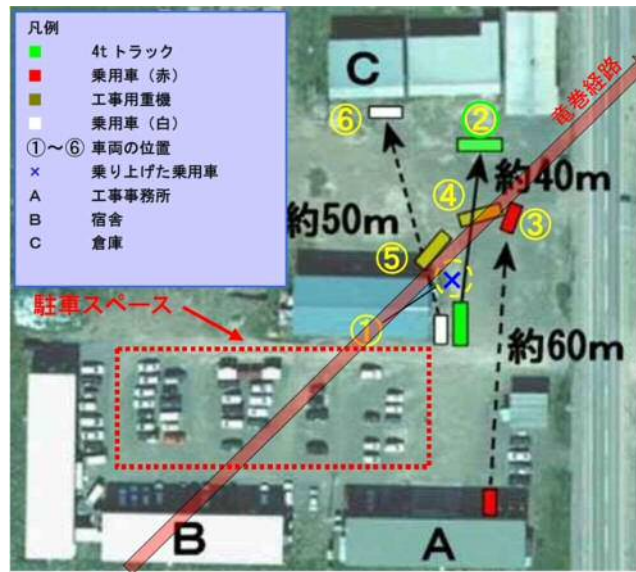 凡例
4t トラック
乗用車（赤）
工事用重機
乗用車（白）
①～⑥ 車両の位置
× 乗り上げた乗用車
A 工事事務所
B 宿舎
C 倉庫
C
竜巻経路
⑥
②
④
約40m
③
約50m
⑤
×
駐車スペース
①
約60m
B
A